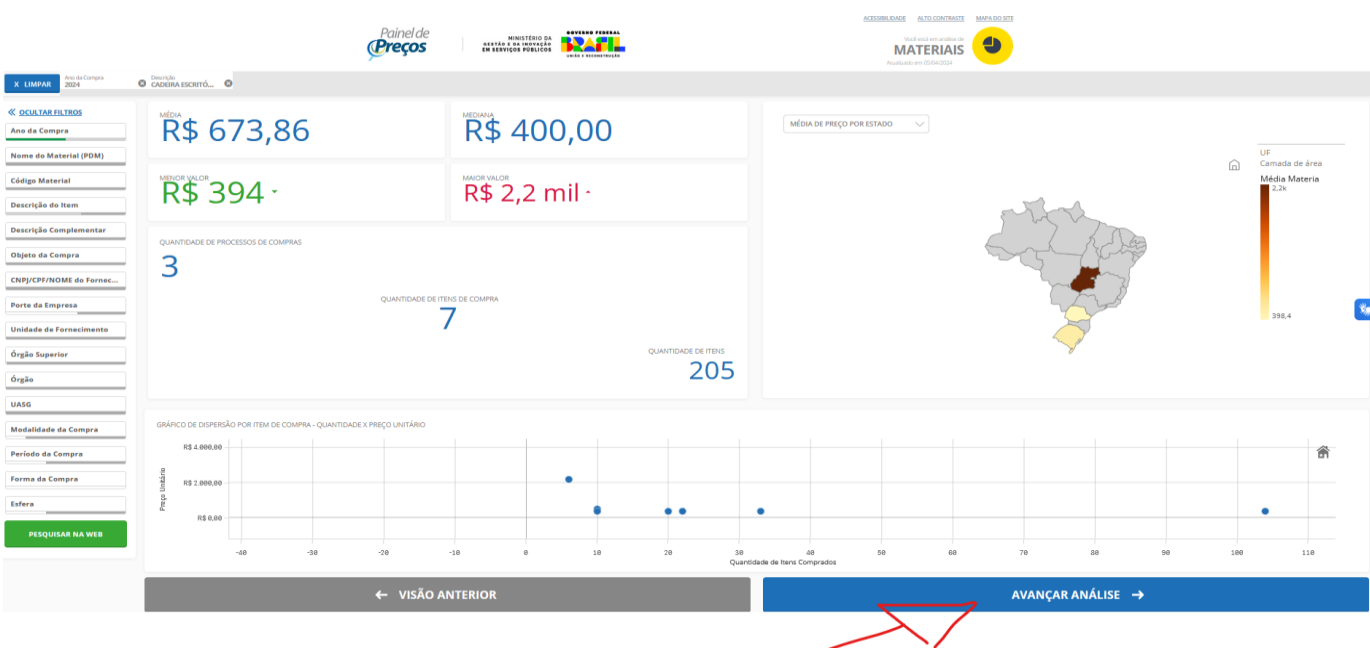 ACESSIBILIDADE ALTO CONTRASTE MAPA DO SITE
Painel de
Preços
MINISTÉRIO DA
GESTÃO E DA INOVAÇÃO
EM SERVIÇOS PÚBLICOS
GOVERNO FEDERAL
BRASIL
UNIÃO E RECONSTRUÇÃO
Você está em análise de
MATERIAIS
Atualizado em 05/04/2024
X LIMPAR
Ano da Compra
2024
Descrição
CADEIRA ESCRITÓ...
OCULTAR FILTROS
Ano da Compra
Nome do Material (PDM)
Código Material
Descrição do Item
Descrição Complementar
Objeto da Compra
CNPJ/CPF/NOME do Fornec...
Porte da Empresa
Unidade de Fornecimento
Órgão Superior
Órgão
UASG
Modalidade da Compra
Período da Compra
Forma da Compra
Esfera
PESQUISAR NA WEB
MÉDIA
R$ 673,86
MEDIANA
R$ 400,00
MENOR VALOR
R$ 394
MAIOR VALOR
R$ 2,2 mil
QUANTIDADE DE PROCESSOS DE COMPRAS
3
QUANTIDADE DE ITENS DE COMPRA
7
QUANTIDADE DE ITENS
205
MÉDIA DE PREÇO POR ESTADO
UF
Camada de área
Média Materia
2,2k
398,4
GRÁFICO DE DISPERSÃO POR ITEM DE COMPRA - QUANTIDADE X PREÇO UNITÁRIO
Preço Unitário
R$ 4.000,00
R$ 2.000,00
R$ 0,00
-40 -30 -20 -10 0 10 20 30 40 50 60 70 80 90 100 110
Quantidade de Itens Comprados
← VISÃO ANTERIOR
AVANÇAR ANÁLISE →